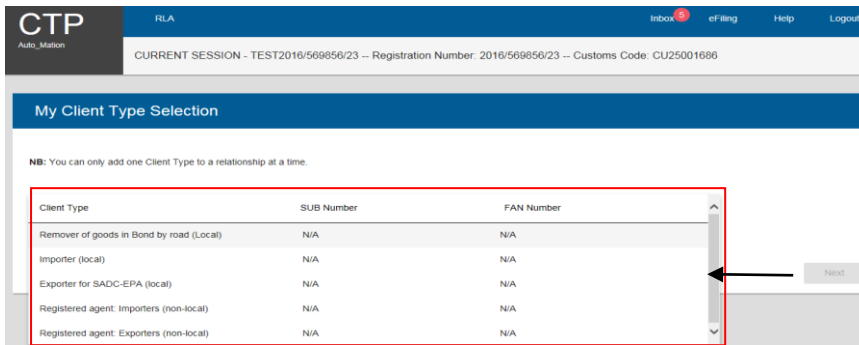 CTP
Auto_Mation
RLA
Inbox 5 eFiling Help Logout
CURRENT SESSION - TEST2016/569856/23 -- Registration Number: 2016/569856/23 -- Customs Code: CU25001686
My Client Type Selection
NB: You can only add one Client Type to a relationship at a time.
Client Type SUB Number FAN Number
Remover of goods in Bond by road (Local) N/A N/A
Importer (local) N/A N/A
Exporter for SADC-EPA (local) N/A N/A
Registered agent: Importers (non-local) N/A N/A
Registered agent: Exporters (non-local) N/A N/A
Next